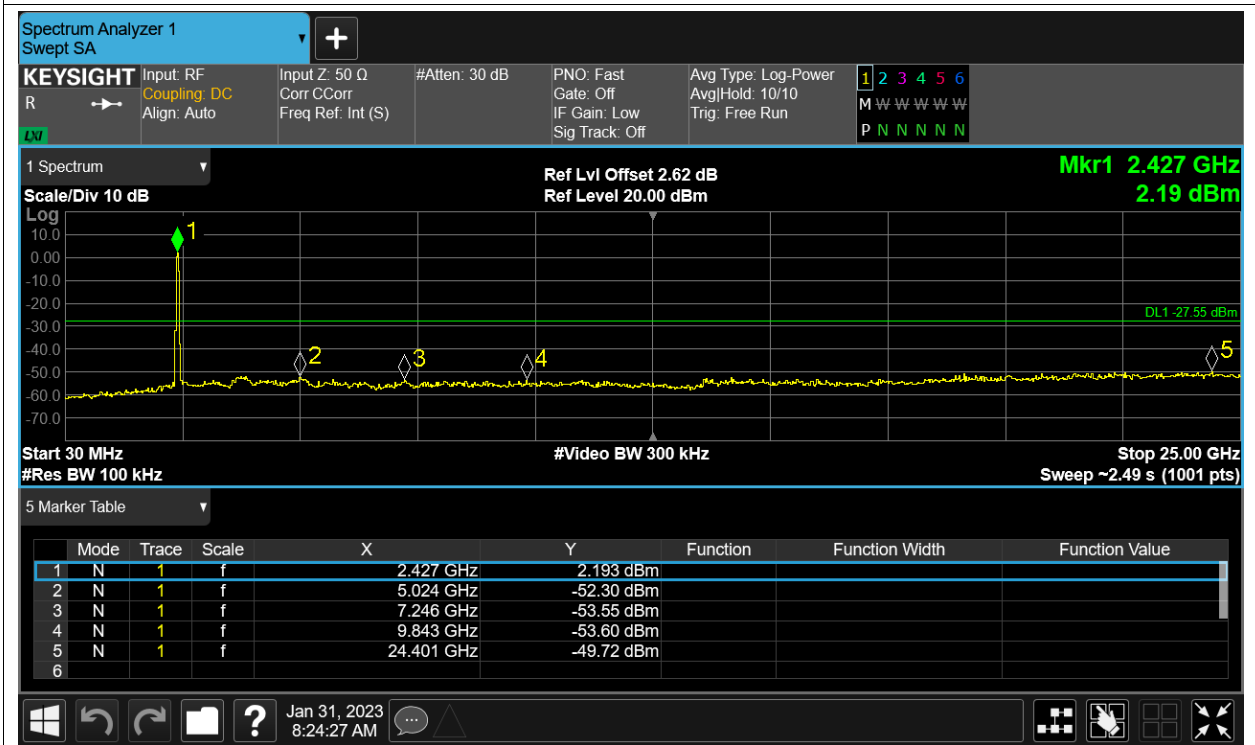 Spectrum Analyzer 1
Swept SA
+
KEYSIGHT Input: RF Input Z: 50 Ω #Atten: 30 dB PNO: Fast Avg Type: Log-Power 1 2 3 4 5 6
R Coupling: DC Corr CCorr Gate: Off Avg|Hold: 10/10 M W W W W W
Align: Auto Freq Ref: Int (S) IF Gain: Low Trig: Free Run
LXI Sig Track: Off P N N N N N
1 Spectrum Ref Lvl Offset 2.62 dB Mkr1 2.427 GHz
Scale/Div 10 dB Ref Level 20.00 dBm 2.19 dBm
Log
1
10.0
0.00
-10.0
-20.0
DL1 -27.55 dBm
-30.0
-40.0
2 3 4 5
-50.0
-60.0
-70.0
Start 30 MHz #Video BW 300 kHz Stop 25.00 GHz
#Res BW 100 kHz Sweep ~2.49 s (1001 pts)
5 Marker Table
Mode Trace Scale X Y Function Function Width Function Value
1 N 1 f 2.427 GHz 2.193 dBm
2 N 1 f 5.024 GHz -52.30 dBm
3 N 1 f 7.246 GHz -53.55 dBm
4 N 1 f 9.843 GHz -53.60 dBm
5 N 1 f 24.401 GHz -49.72 dBm
6
? Jan 31, 2023
8:24:27 AM